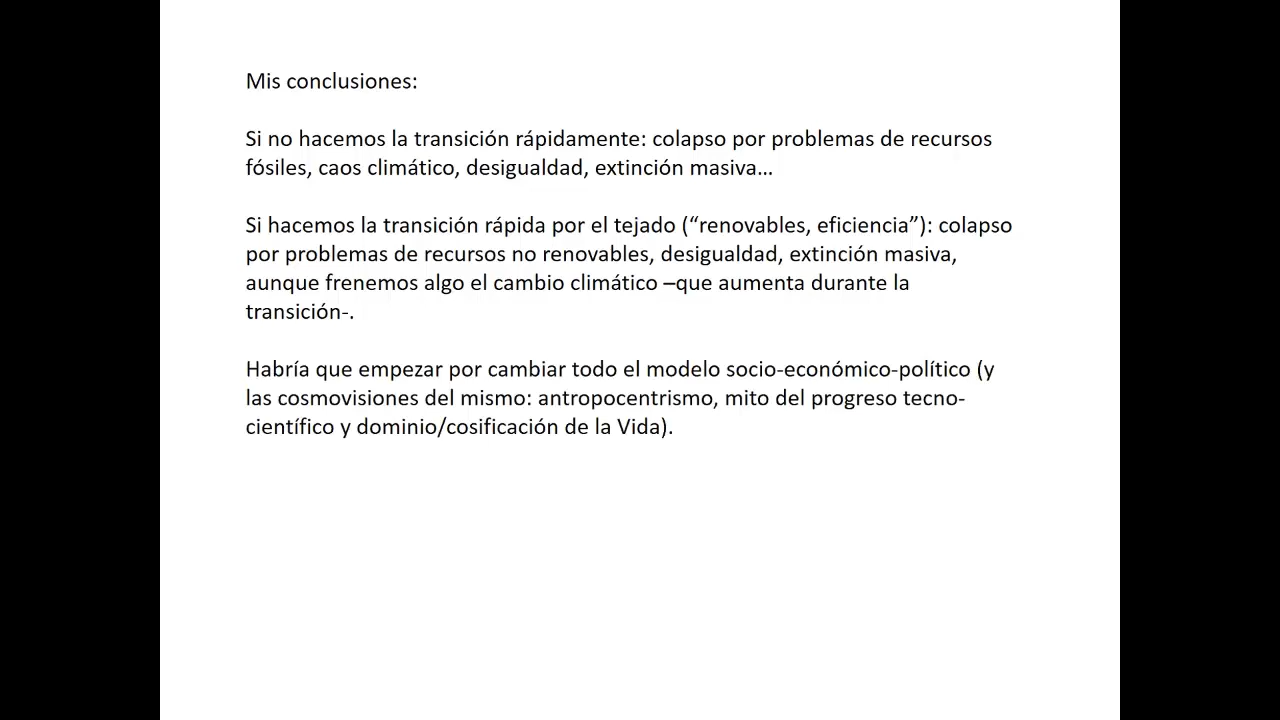 Mis conclusiones:
Si no hacemos la transición rápidamente: colapso por problemas de recursos
fósiles, caos climático, desigualdad, extinción masiva…
Si hacemos la transición rápida por el tejado (“renovables, eficiencia”): colapso
por problemas de recursos no renovables, desigualdad, extinción masiva,
aunque frenemos algo el cambio climático –que aumenta durante la
transición-.
Habría que empezar por cambiar todo el modelo socio-económico-político (y
las cosmovisiones del mismo: antropocentrismo, mito del progreso tecno-
científico y dominio/cosificación de la Vida).